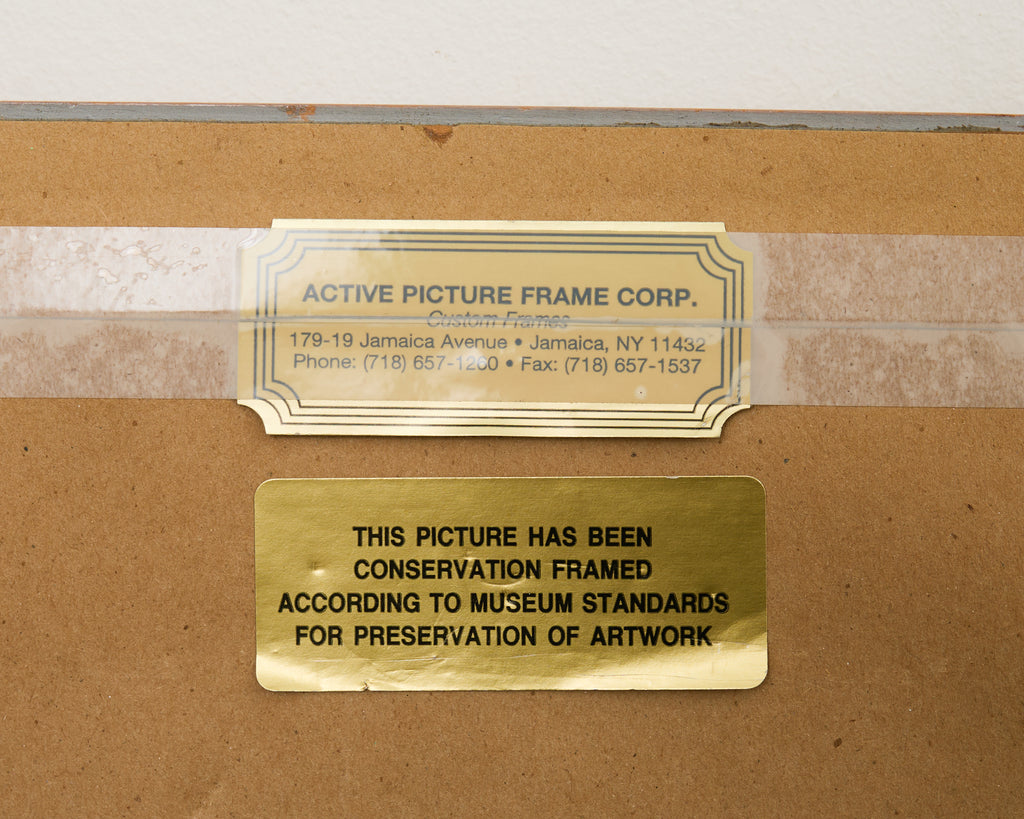 ACTIVE PICTURE FRAME CORP.
Custom Frames
179-19 Jamaica Avenue • Jamaica, NY 11432
Phone: (718) 657-1260 • Fax: (718) 657-1537
THIS PICTURE HAS BEEN
CONSERVATION FRAMED
ACCORDING TO MUSEUM STANDARDS
FOR PRESERVATION OF ARTWORK